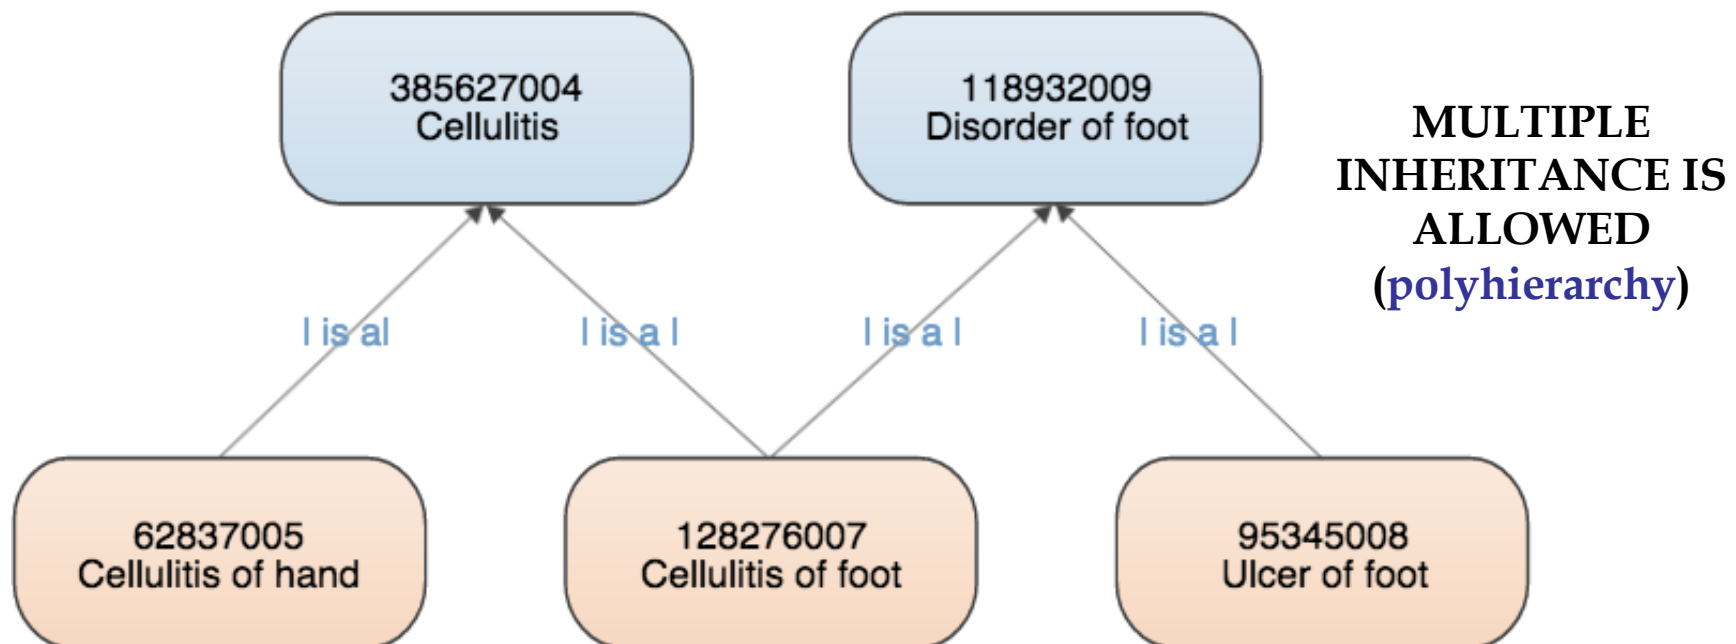 385627004
Cellulitis
118932009
Disorder of foot
MULTIPLE
INHERITANCE IS
ALLOWED
(polyhierarchy)
l is al
l is a l
l is a l
l is a l
62837005
Cellulitis of hand
128276007
Cellulitis of foot
95345008
Ulcer of foot